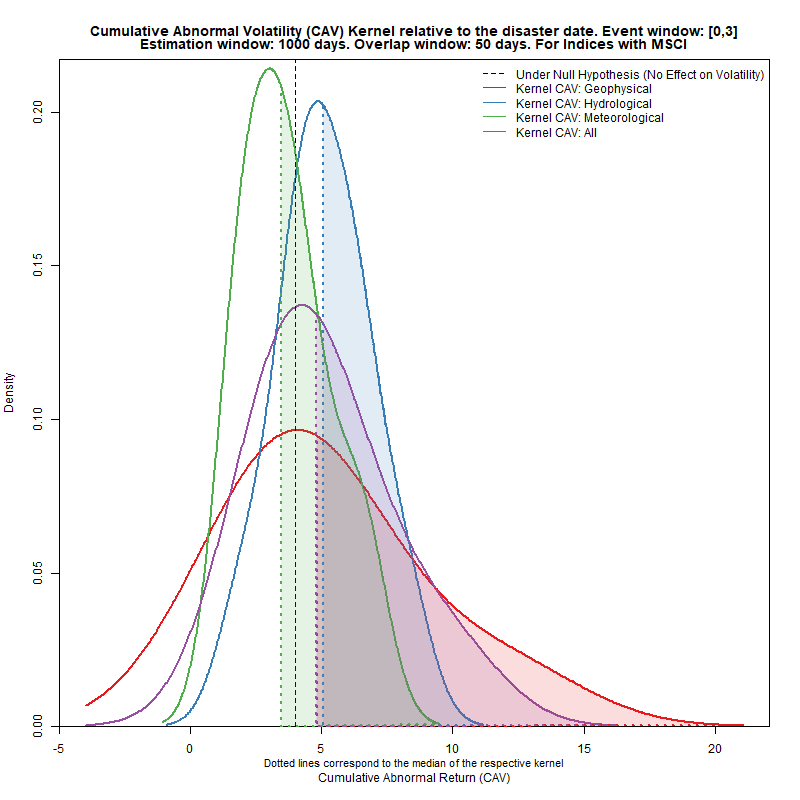 Cumulative Abnormal Volatility (CAV) Kernel relative to the disaster date. Event window: [0,3]
Estimation window: 1000 days. Overlap window: 50 days. For Indices with MSCI
Under Null Hypothesis (No Effect on Volatility)
Kernel CAV: Geophysical
Kernel CAV: Hydrological
Kernel CAV: Meteorological
Kernel CAV: All
Density
0.20
0.15
0.10
0.05
0.00
-5 0 5 10 15 20
Dotted lines correspond to the median of the respective kernel
Cumulative Abnormal Return (CAV)